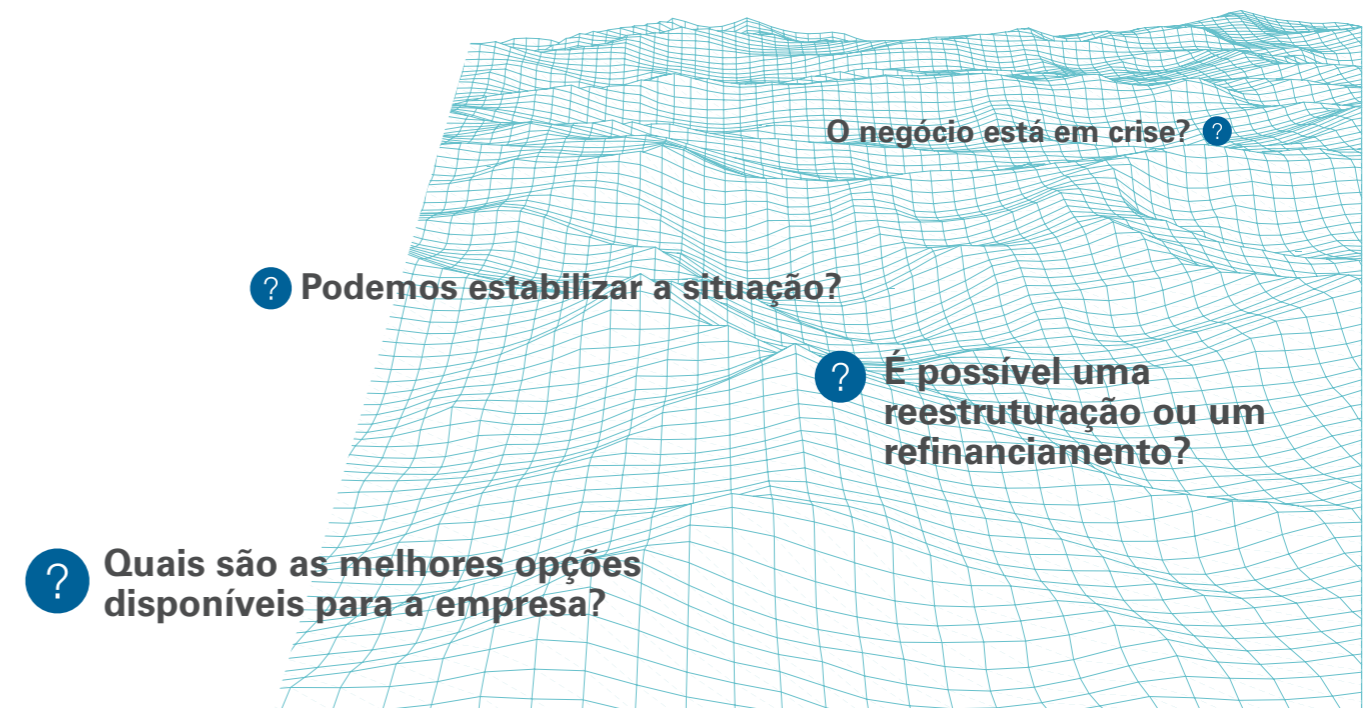 O negócio está em crise? ?
? Podemos estabilizar a situação?
? É possível uma
reestruturação ou um
refinanciamento?
? Quais são as melhores opções
disponíveis para a empresa?